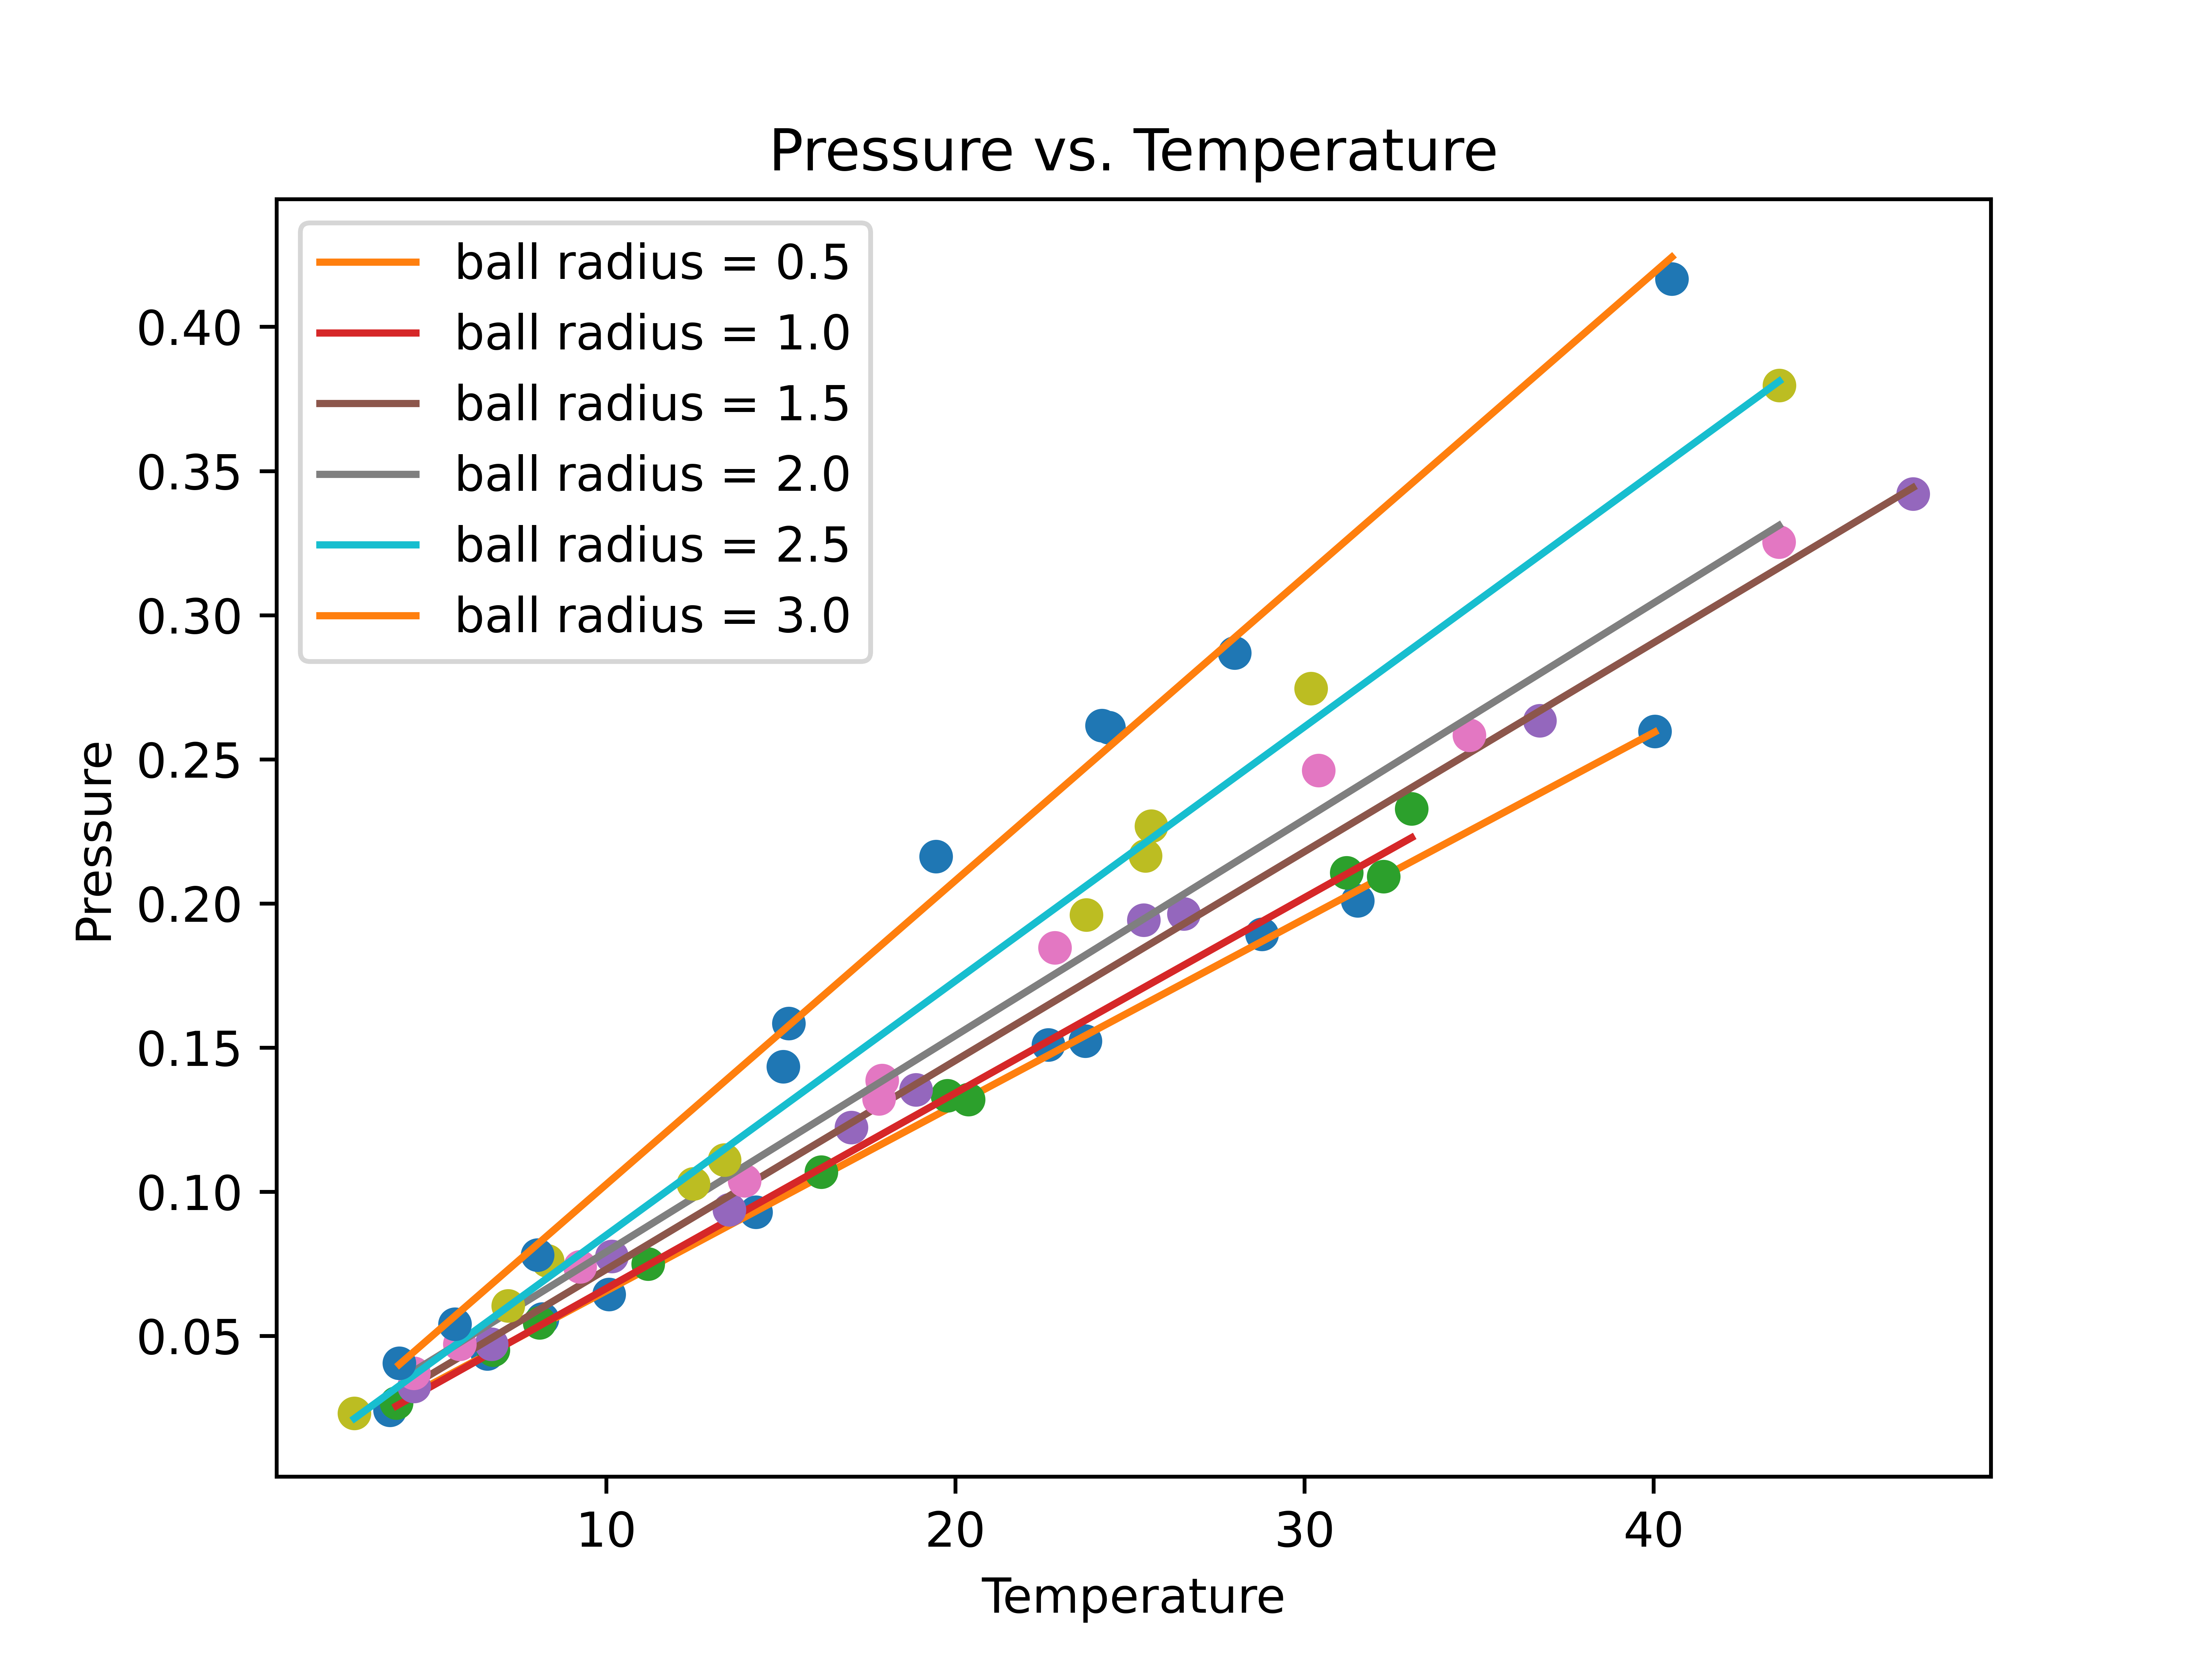 Pressure vs. Temperature
ball radius = 0.5
ball radius = 1.0
ball radius = 1.5
ball radius = 2.0
ball radius = 2.5
ball radius = 3.0
0.40
0.35
0.30
0.25
0.20
0.15
0.10
0.05
Pressure
10 20 30 40
Temperature